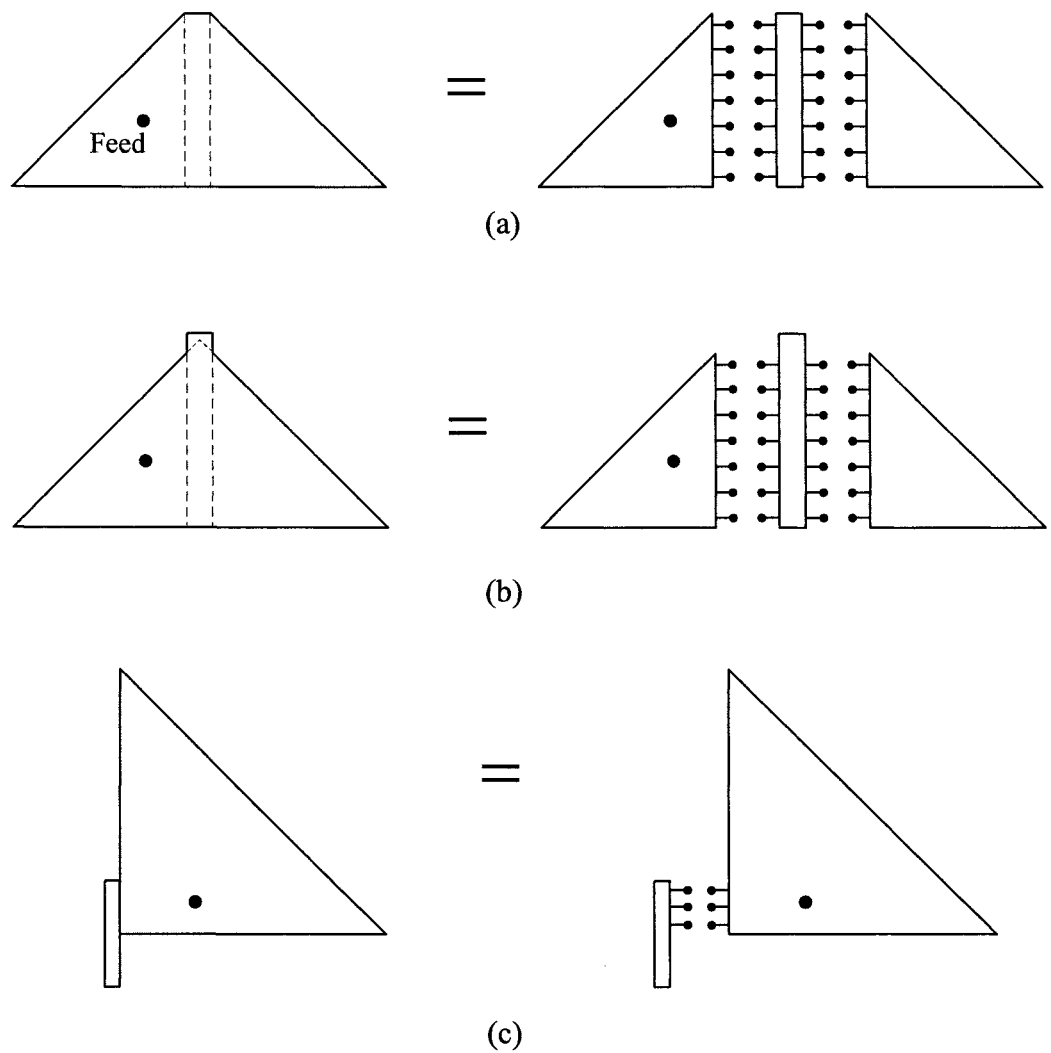 Feed
=
(a)
=
(b)
=
(c)